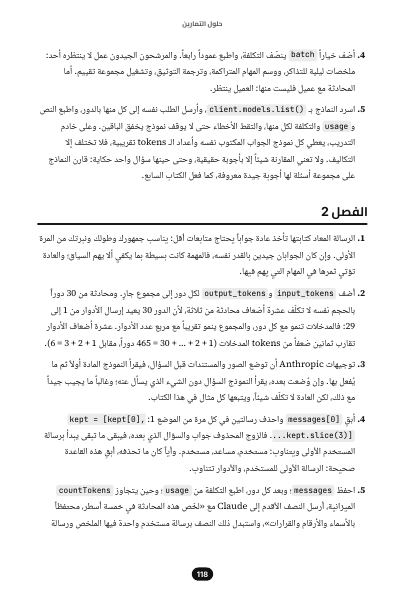 حلول التمارين
4. أضف خياراً batch ينصّف التكلفة، واطبع عموداً رابعاً. والمرشحون الجيدون عمل لا ينتظره أحد:
ملخصات ليلية للتذاكر، ووسم المهام المتراكمة، وترجمة التوثيق، وتشغيل مجموعة تقييم. أما
المحادثة مع عميل فليست منها: العميل ينتظر.
5. اسرد النماذج بـ client.models.list()‎، وأرسل الطلب نفسه إلى كل منها بالدور، واطبع النص
و usage والتكلفة لكل منها، والتقط الأخطاء حتى لا يوقف نموذج يخفق الباقين. وعلى خادم
التدريب، يعطي كل نموذج الجواب المكتوب نفسه وأعداد الـ tokens تقريبية، فلا تختلف إلا
التكاليف. ولا تعني المقارنة شيئاً إلا بأجوبة حقيقية، وحتى حينها سؤال واحد حكاية: قارن النماذج
على مجموعة أسئلة لها أجوبة جيدة معروفة، كما فعل الكتاب السابع.
الفصل 2
1. الرسالة المعاد كتابتها تأخذ عادة جواباً يحتاج متابعات أقل: يناسب جمهورك وطولك ونبرتك من المرة
الأولى. وإن كان الجوابان جيدين بالقدر نفسه، فالمهمة كانت بسيطة بما يكفي ألا يهم السياق؛ والعادة
تؤتي ثمرها في المهام التي يهم فيها.
2. أضف input_tokens و output_tokens لكل دور إلى مجموع جارٍ. ومحادثة من 30 دوراً
بالحجم نفسه لا تكلّف عشرة أضعاف محادثة من ثلاثة، لأن الدور 30 يعيد إرسال الأدوار من 1 إلى
29: فالمدخلات تنمو مع كل دور، والمجموع ينمو تقريباً مع مربع عدد الأدوار. عشرة أضعاف الأدوار
تقارب ثمانين ضعفاً من tokens المدخلات (1 + 2 + ... + 30 = 465 دوراً، مقابل 1 + 2 + 3 = 6).
3. توجيهات Anthropic أن توضع الصور والمستندات قبل السؤال، فيقرأ النموذج المادة أولاً ثم ما
يُفعل بها. وإن وُضعت بعده، يقرأ النموذج السؤال دون الشيء الذي يسأل عنه؛ وغالباً ما يجيب جيداً
مع ذلك، لكن العادة لا تكلّف شيئاً، ويتبعها كل مثال في هذا الكتاب.
4. أبقِ messages[0] واحذف رسالتين في كل مرة من الموضع 1: kept = [kept[0],
...kept.slice(3)]. فالزوج المحذوف جواب والسؤال الذي بعده، فيبقى ما تبقى يبدأ برسالة
المستخدم الأولى ويتناوب: مستخدم، مساعد، مستخدم. وأياً كان ما تحذفه، أبقِ هذه القاعدة
صحيحة: الرسالة الأولى للمستخدم، والأدوار تتناوب.
5. احفظ messages؛ وبعد كل دور، اطبع التكلفة من usage؛ وحين يتجاوز countTokens
الميزانية، أرسل النصف الأقدم إلى Claude مع «لخص هذه المحادثة في خمسة أسطر، محتفظاً
بالأسماء والأرقام والقرارات»، واستبدل ذلك النصف برسالة مستخدم واحدة فيها الملخص ورسالة
118